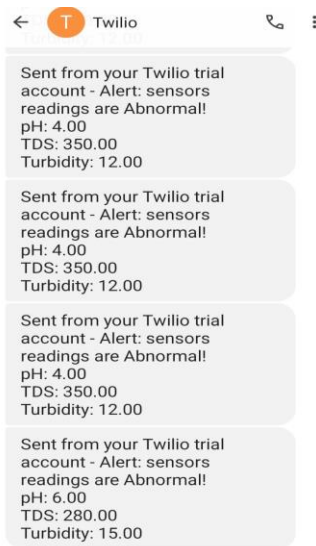 T Twilio
Sent from your Twilio trial
account - Alert: sensors
readings are Abnormal!
pH: 4.00
TDS: 350.00
Turbidity: 12.00
Sent from your Twilio trial
account - Alert: sensors
readings are Abnormal!
pH: 4.00
TDS: 350.00
Turbidity: 12.00
Sent from your Twilio trial
account - Alert: sensors
readings are Abnormal!
pH: 4.00
TDS: 350.00
Turbidity: 12.00
Sent from your Twilio trial
account - Alert: sensors
readings are Abnormal!
pH: 6.00
TDS: 280.00
Turbidity: 15.00